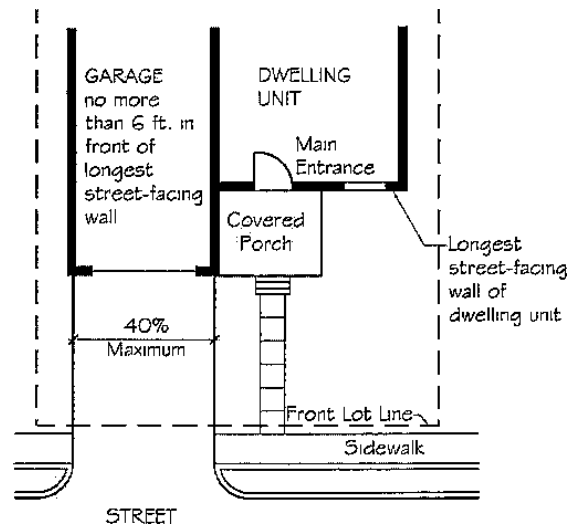 GARAGE
no more
than 6 ft. in
front of
longest
street-facing
wall
DWELLING
UNIT
Main
Entrance
Covered
Porch
Longest
street-facing
wall of
dwelling unit
40%
Maximum
Front Lot Line
Sidewalk
STREET